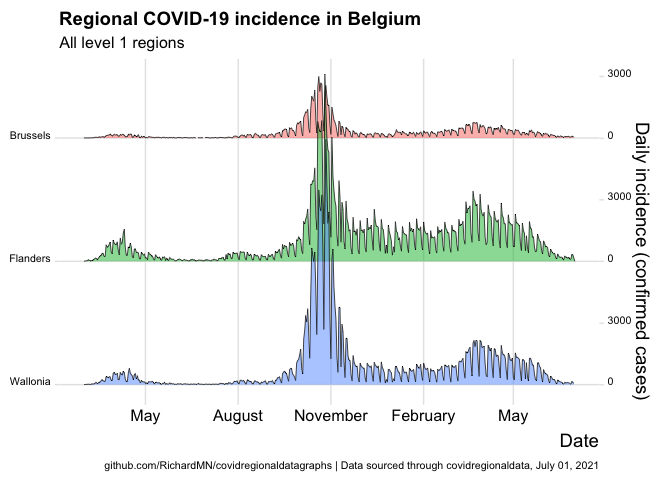 Regional COVID-19 incidence in Belgium
All level 1 regions
3000
Brussels
0
3000
Flanders
0
3000
Wallonia
0
Daily incidence (confirmed cases)
May August November February May
Date
github.com/RichardMN/covidregionaldatagraphs | Data sourced through covidregionaldata, July 01, 2021